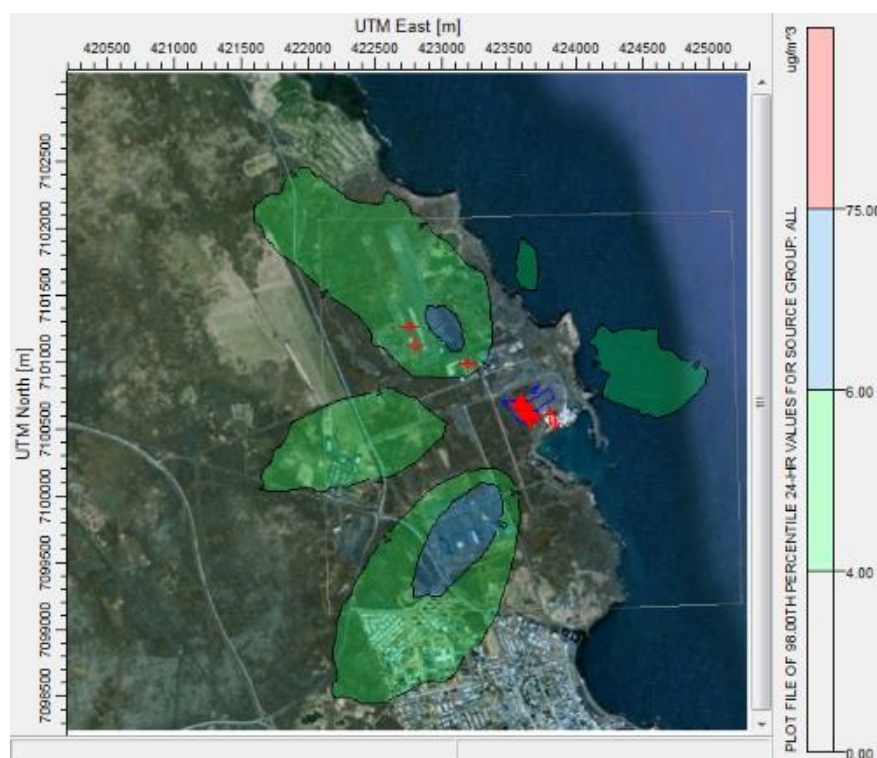 UTM East [m]
420500 421000 421500 422000 422500 423000 423500 424000 424500 425000
UTM North [m]
7102500
7102000
7101500
7101000
7100500
7100000
7099500
7099000
7098500
ug/m^3
75.00
6.00
4.00
0.00
PLOT FILE OF 98.00TH PERCENTILE 24-HR VALUES FOR SOURCE GROUP: ALL